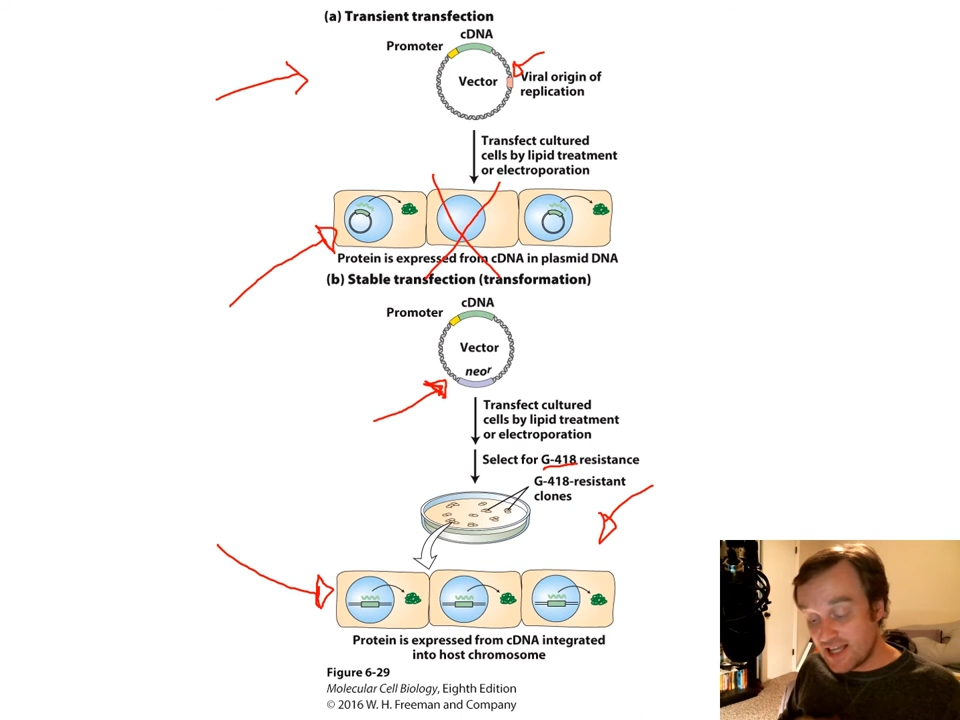 (a) Transient transfection
cDNA
Promoter
Vector
Viral origin of
replication
Transfect cultured
cells by lipid treatment
or electroporation
Protein is expressed from cDNA in plasmid DNA
(b) Stable transfection (transformation)
cDNA
Promoter
Vector
neoʳ
Transfect cultured
cells by lipid treatment
or electroporation
Select for G-418 resistance
G-418-resistant
clones
Protein is expressed from cDNA integrated
into host chromosome
Figure 6-29
Molecular Cell Biology, Eighth Edition
© 2016 W. H. Freeman and Company